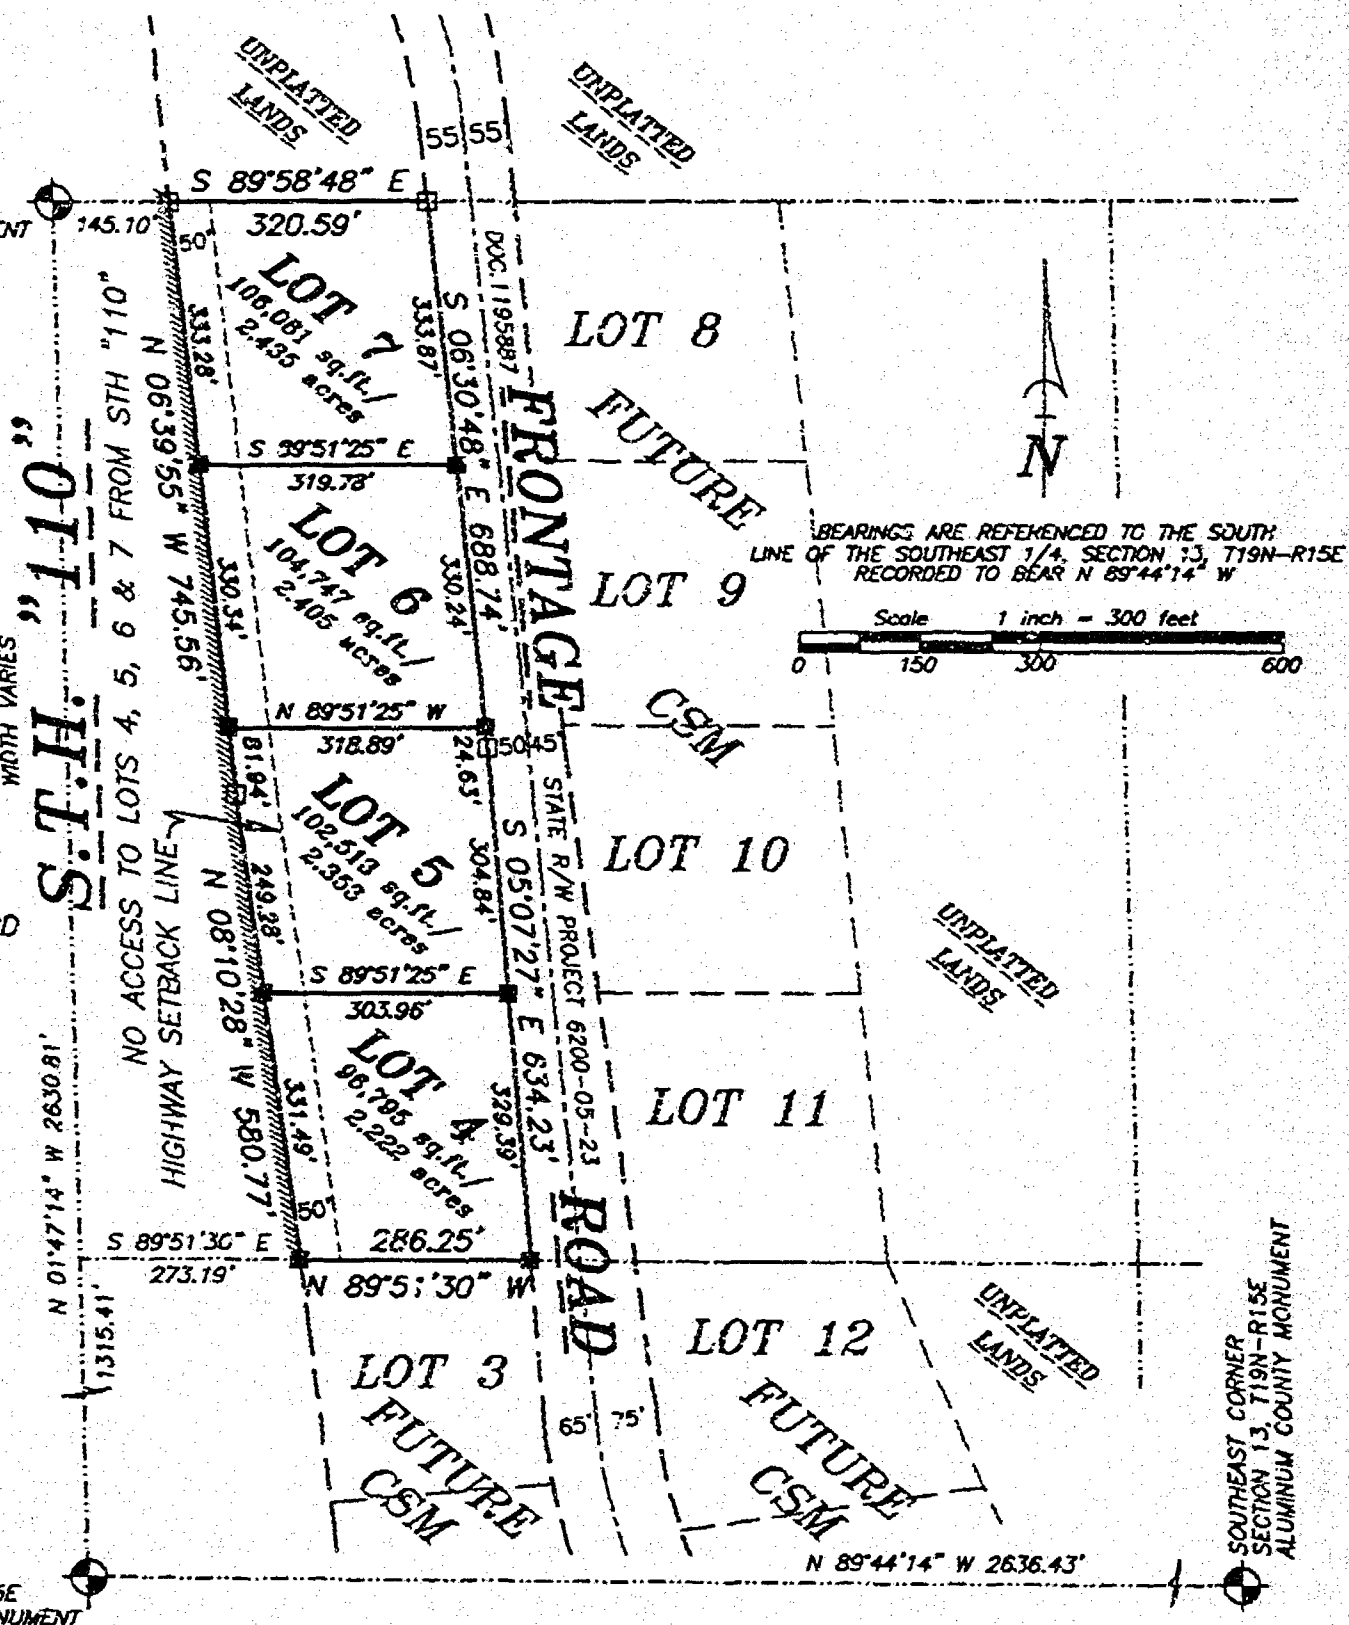 UNPLATTED
LANDS
UNPLATTED
LANDS
55' 55'
S 89°58'48" E
145.10'
320.59'
50'
LOT 7
106,081 sq.ft./
2.435 acres
333.28'
333.87'
N 06°39'55" W 745.56'
S 06°30'48" E 688.74'
DOC. 1195887
LOT 8
FUTURE
S 89°51'25" E
319.78'
LOT 6
104,747 sq.ft./
2.405 acres
330.34'
330.24'
LOT 9
CSM
N
BEARINGS ARE REFERENCED TO THE SOUTH
LINE OF THE SOUTHEAST 1/4, SECTION 13, T19N-R15E
RECORDED TO BEAR N 89°44'14" W
Scale 1 inch = 300 feet
0 150 300 600
S.T.H. "110"
WIDTH VARIES
NO ACCESS TO LOTS 4, 5, 6 & 7 FROM STH "110"
HIGHWAY SETBACK LINE
FRONTAGE ROAD
N 89°51'25" W
318.89'
81.94'
24.63'
50' 45'
LOT 5
102,513 sq.ft./
2.353 acres
249.28'
304.84'
STATE R/W PROJECT 6200-05-23
LOT 10
N 08°10'28" W 580.77'
S 05°07'27" E 634.23'
UNPLATTED
LANDS
S 89°51'25" E
303.96'
LOT 4
96,795 sq.ft./
2.222 acres
331.49'
329.39'
LOT 11
50'
N 01°47'14" W 2630.81'
S 89°51'30" E
273.19'
286.25'
N 89°51'30" W
1315.41'
LOT 3
FUTURE
CSM
65' 75'
LOT 12
FUTURE
CSM
UNPLATTED
LANDS
SOUTHEAST CORNER
SECTION 13, T19N-R15E
ALUMINUM COUNTY MONUMENT
N 89°44'14" W 2636.43'